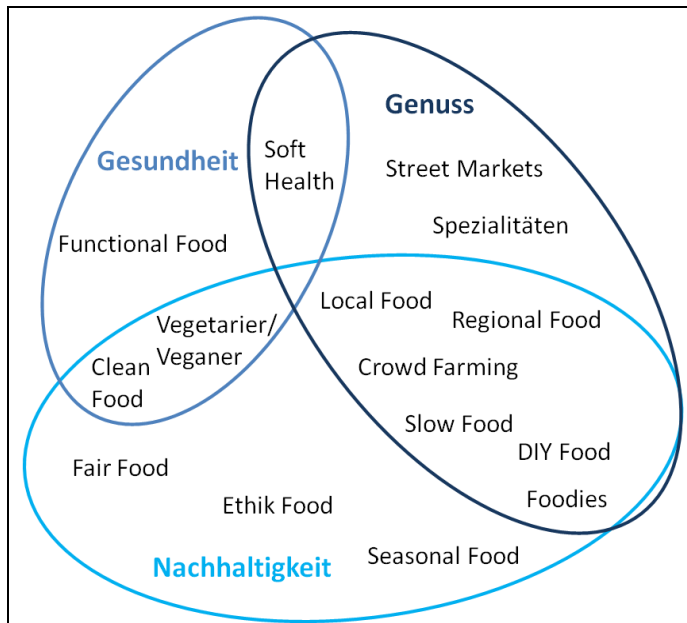 Genuss
Gesundheit
Soft
Health
Street Markets
Spezialitäten
Functional Food
Local Food
Regional Food
Vegetarier/
Veganer
Clean
Food
Crowd Farming
Slow Food
DIY Food
Fair Food
Foodies
Ethik Food
Seasonal Food
Nachhaltigkeit